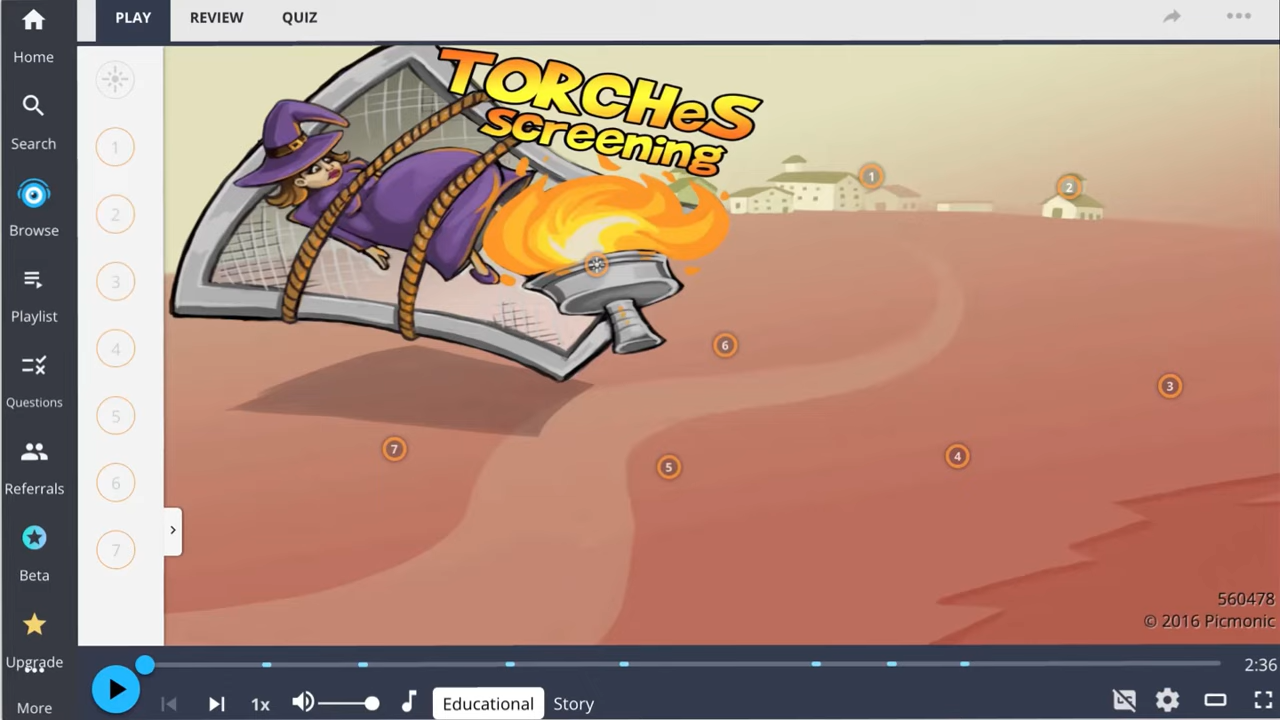 PLAY REVIEW QUIZ
Home
Search
Browse
Playlist
Questions
Referrals
Beta
Upgrade
More
1
2
3
4
5
6
7
TORCHeS
screening
1
2
6
3
7
5
4
560478
© 2016 Picmonic
2:36
1x
Educational
Story